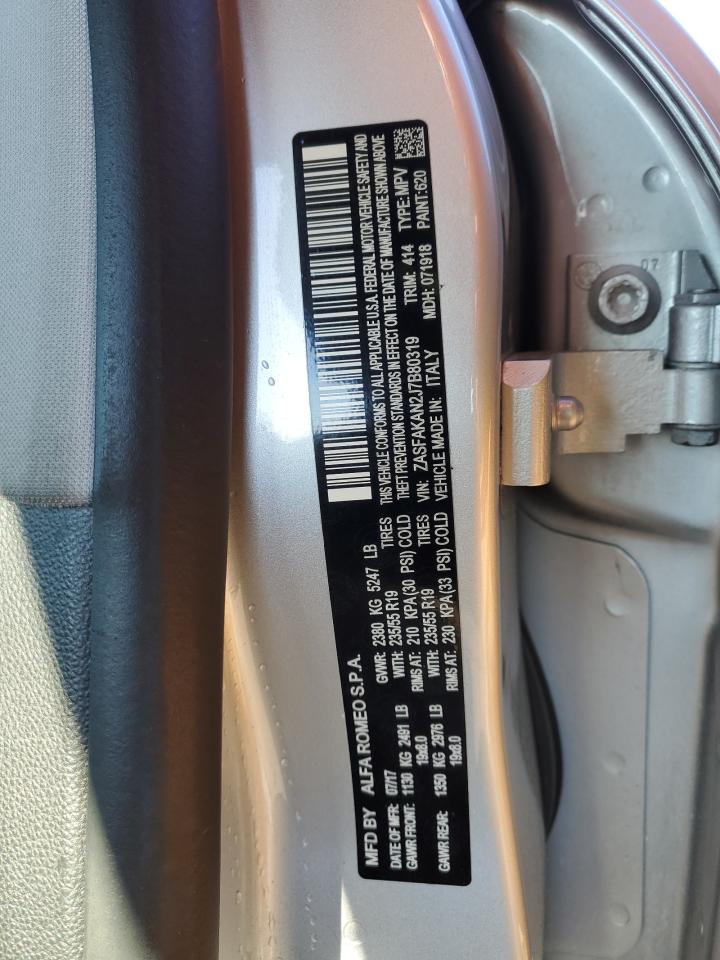 MFD BY ALFA ROMEO S.P.A.
DATE OF MFR: 07/17 GVWR: 2380 KG 5247 LB
GAWR FRONT: 1130 KG 2491 LB WITH: 235/55 R19 TIRES
19x8.0 RIMS AT: 210 KPA(30 PSI) COLD
GAWR REAR: 1350 KG 2976 LB WITH: 235/55 R19 TIRES
19x8.0 RIMS AT: 230 KPA(33 PSI) COLD
THIS VEHICLE CONFORMS TO ALL APPLICABLE U.S.A. FEDERAL MOTOR VEHICLE SAFETY AND
THEFT PREVENTION STANDARDS IN EFFECT ON THE DATE OF MANUFACTURE SHOWN ABOVE
VIN: ZASFAKAN2J7B80319 TRIM: 414 TYPE:MPV
VEHICLE MADE IN: ITALY MDH: 071918 PAINT:620
07